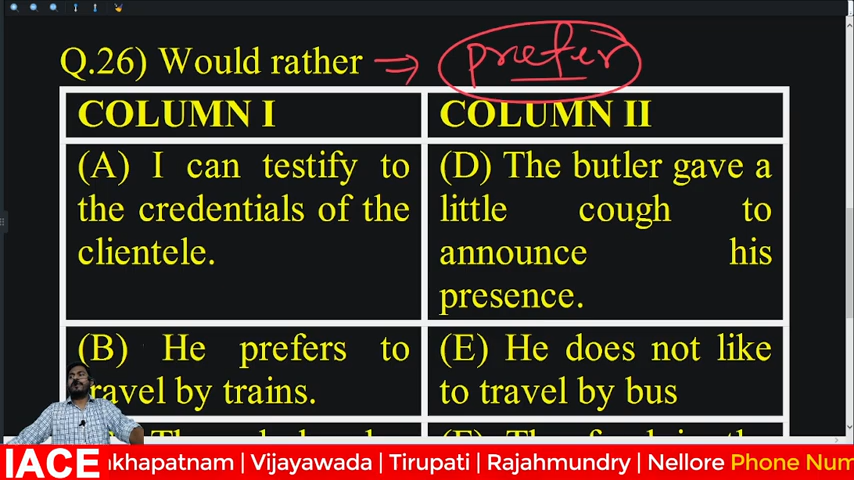 Q.26) Would rather ⇒ prefer
COLUMN I
COLUMN II
(A) I can testify to
the credentials of the
clientele.
(D) The butler gave a
little cough to
announce his
presence.
(B) He prefers to
travel by trains.
(E) He does not like
to travel by bus
IACE
khapatnam | Vijayawada | Tirupati | Rajahmundry | Nellore Phone Num